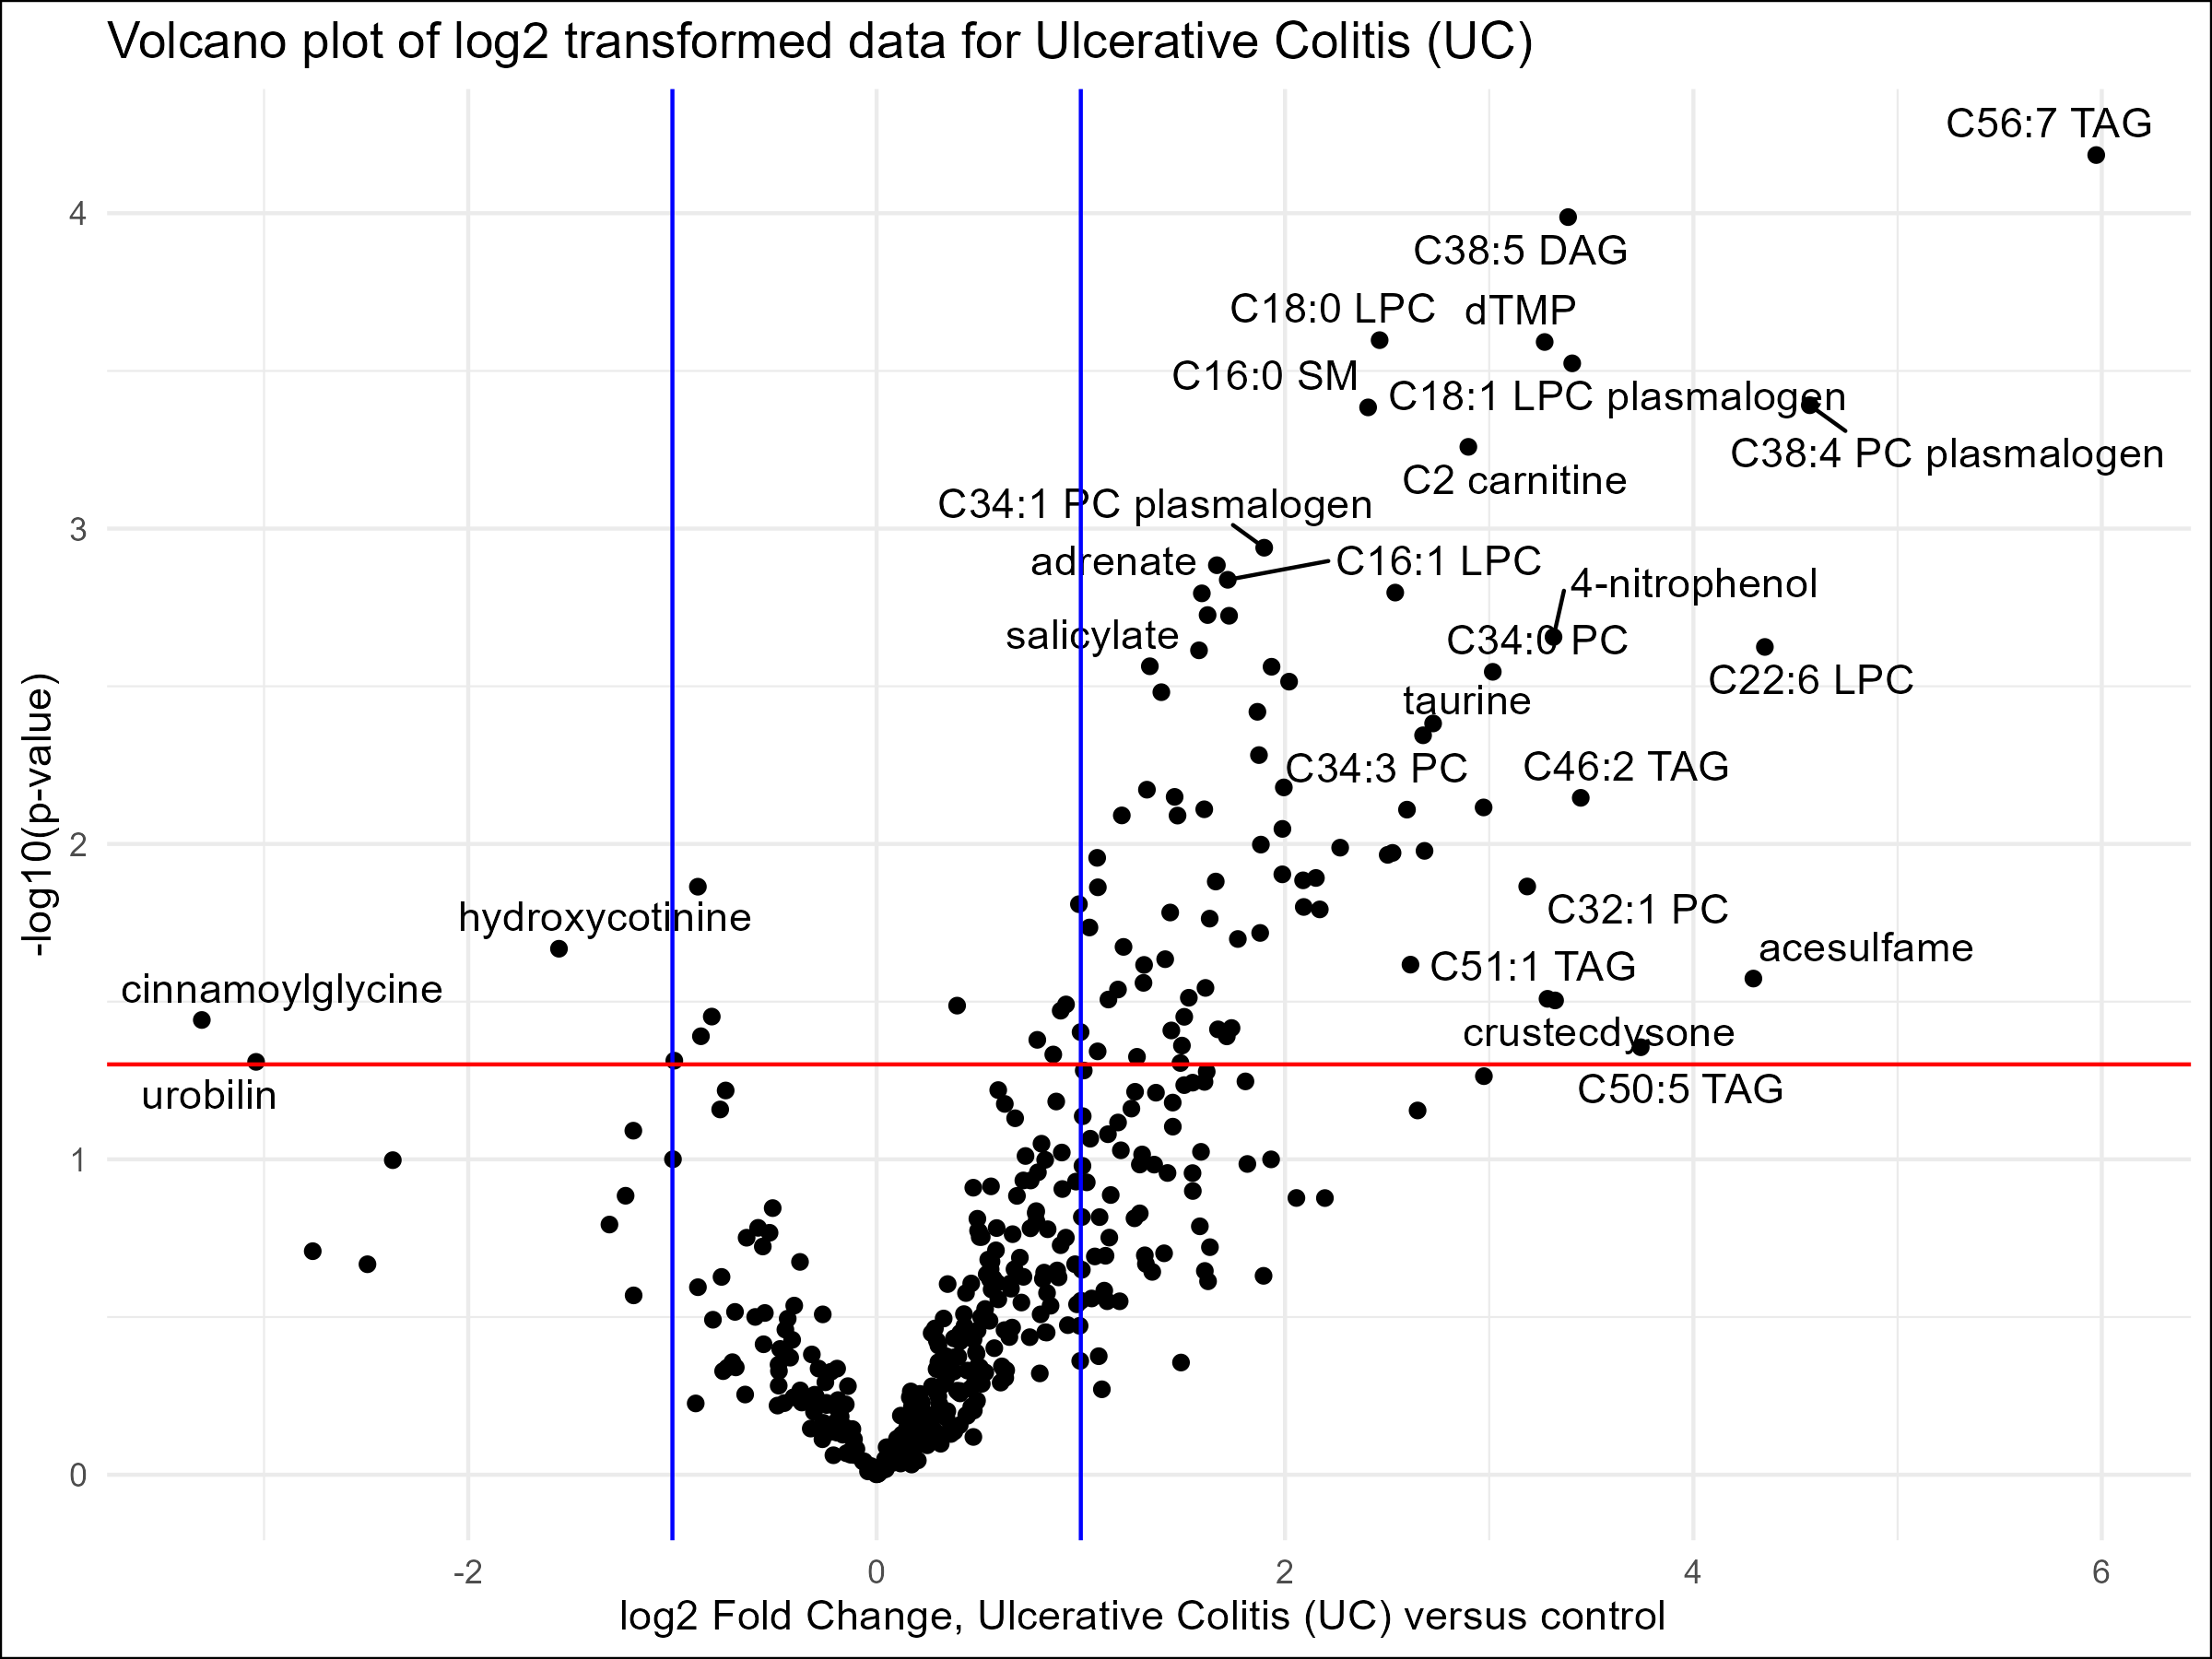 Volcano plot of log2 transformed data for Ulcerative Colitis (UC)
C56:7 TAG
4
C38:5 DAG
C18:0 LPC
dTMP
C16:0 SM
C18:1 LPC plasmalogen
C38:4 PC plasmalogen
C2 carnitine
C34:1 PC plasmalogen
3
adrenate
C16:1 LPC
4-nitrophenol
salicylate
C34:0 PC
C22:6 LPC
taurine
C34:3 PC
C46:2 TAG
-log10(p-value)
2
hydroxycotinine
C32:1 PC
acesulfame
C51:1 TAG
cinnamoylglycine
crustecdysone
urobilin
C50:5 TAG
1
0
-2
0
2
4
6
log2 Fold Change, Ulcerative Colitis (UC) versus control